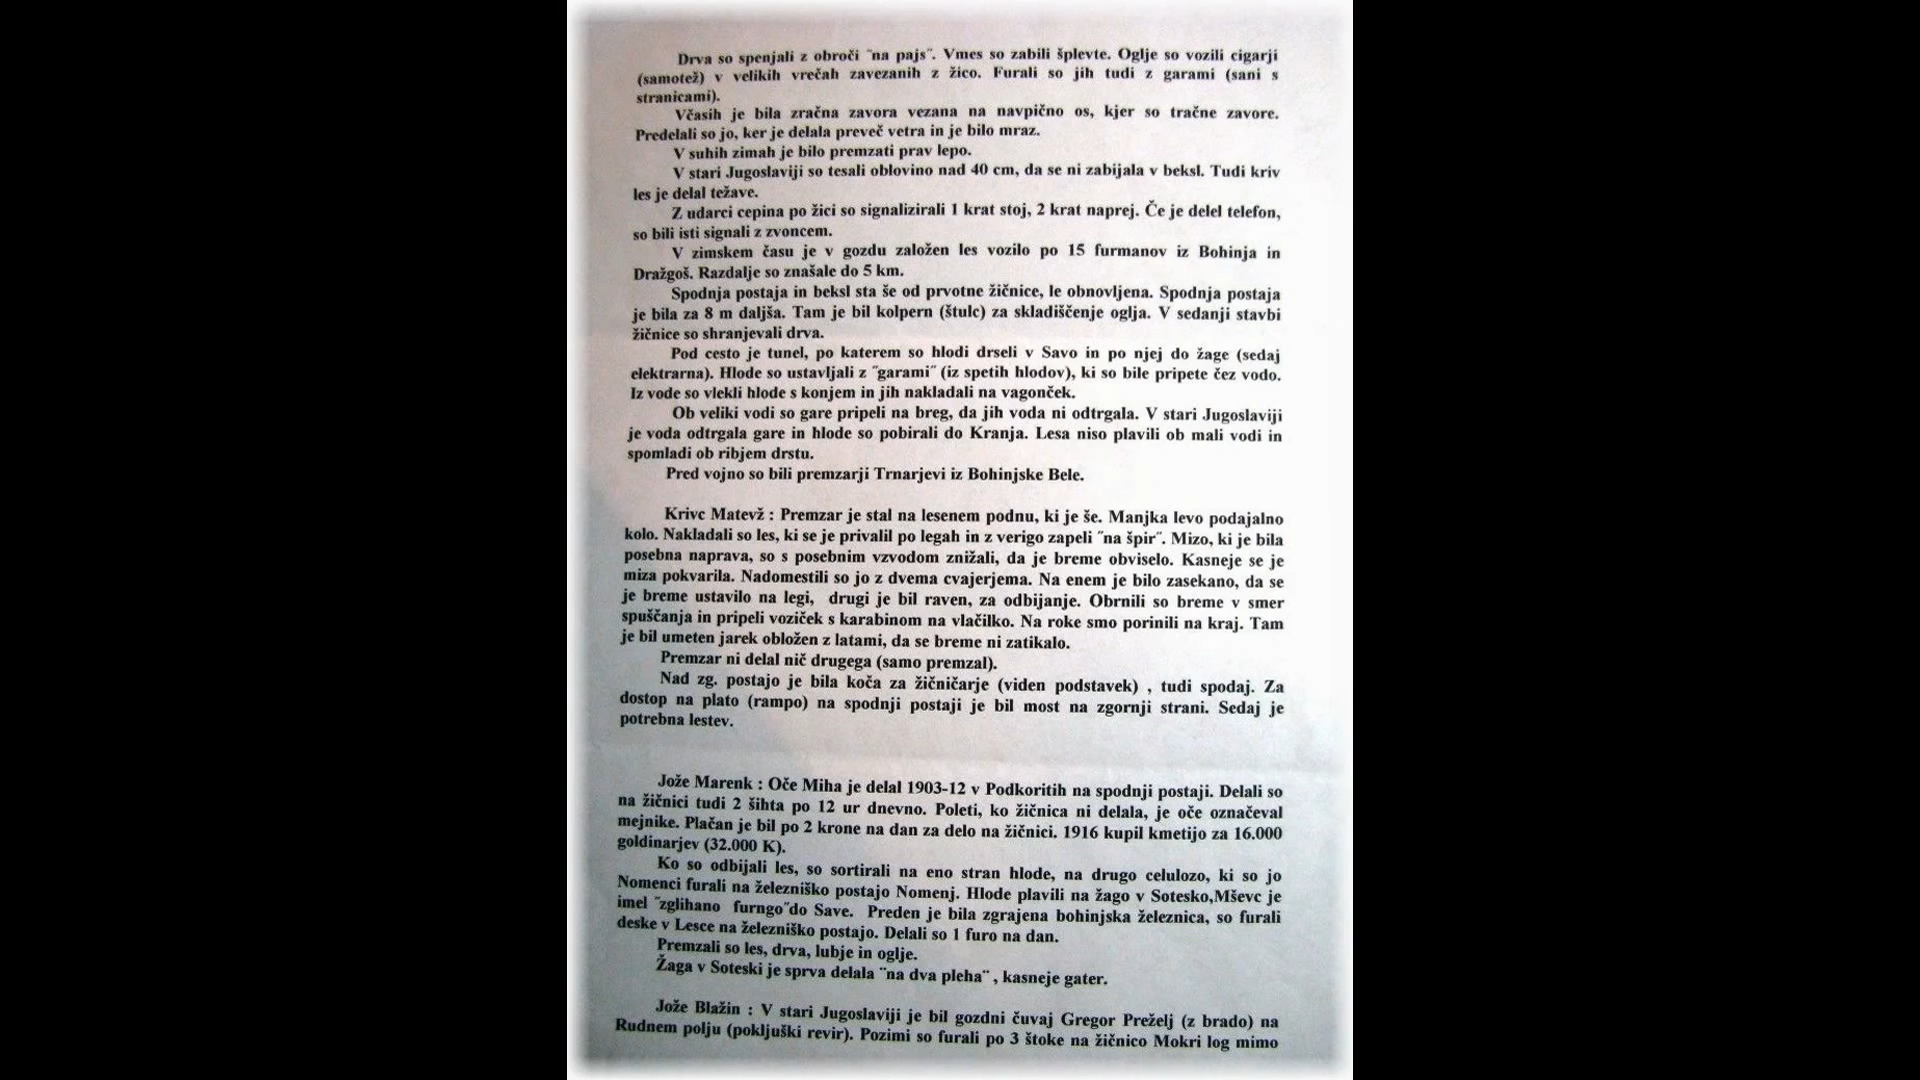 Drva so spenjali z obroči ˝na pajs˝. Vmes so zabili šplevte. Oglje so vozili cigarji
(samotež) v velikih vrečah zavezanih z žico. Furali so jih tudi z garami (sani s
stranicami).
Včasih je bila zračna zavora vezana na navpično os, kjer so tračne zavore.
Predelali so jo, ker je delala preveč vetra in je bilo mraz.
V suhih zimah je bilo premzati prav lepo.
V stari Jugoslaviji so tesali oblovino nad 40 cm, da se ni zabijala v beksl. Tudi kriv
les je delal težave.
Z udarci cepina po žici so signalizirali 1 krat stoj, 2 krat naprej. Če je delel telefon,
so bili isti signali z zvoncem.
V zimskem času je v gozdu založen les vozilo po 15 furmanov iz Bohinja in
Dražgoš. Razdalje so znašale do 5 km.
Spodnja postaja in beksl sta še od prvotne žičnice, le obnovljena. Spodnja postaja
je bila za 8 m daljša. Tam je bil kolpern (štulc) za skladiščenje oglja. V sedanji stavbi
žičnice so shranjevali drva.
Pod cesto je tunel, po katerem so hlodi drseli v Savo in po njej do žage (sedaj
elektrarna). Hlode so ustavljali z ˝garami˝ (iz spetih hlodov), ki so bile pripete čez vodo.
Iz vode so vlekli hlode s konjem in jih nakladali na vagonček.
Ob veliki vodi so gare pripeli na breg, da jih voda ni odtrgala. V stari Jugoslaviji
je voda odtrgala gare in hlode so pobirali do Kranja. Lesa niso plavili ob mali vodi in
spomladi ob ribjem drstu.
Pred vojno so bili premzarji Trnarjevi iz Bohinjske Bele.
Krivc Matevž : Premzar je stal na lesenem podnu, ki je še. Manjka levo podajalno
kolo. Nakladali so les, ki se je privalil po legah in z verigo zapeli ˝na špir˝. Mizo, ki je bila
posebna naprava, so s posebnim vzvodom znižali, da je breme obviselo. Kasneje se je
miza pokvarila. Nadomestili so jo z dvema cvajerjema. Na enem je bilo zasekano, da se
je breme ustavilo na legi, drugi je bil raven, za odbijanje. Obrnili so breme v smer
spuščanja in pripeli voziček s karabinom na vlačilko. Na roke smo porinili na kraj. Tam
je bil umeten jarek obložen z latami, da se breme ni zatikalo.
Premzar ni delal nič drugega (samo premzal).
Nad zg. postajo je bila koča za žičničarje (viden podstavek) , tudi spodaj. Za
dostop na plato (rampo) na spodnji postaji je bil most na zgornji strani. Sedaj je
potrebna lestev.
Jože Marenk : Oče Miha je delal 1903-12 v Podkoritih na spodnji postaji. Delali so
na žičnici tudi 2 šihta po 12 ur dnevno. Poleti, ko žičnica ni delala, je oče označeval
mejnike. Plačan je bil po 2 krone na dan za delo na žičnici. 1916 kupil kmetijo za 16.000
goldinarjev (32.000 K).
Ko so odbijali les, so sortirali na eno stran hlode, na drugo celulozo, ki so jo
Nomenci furali na železniško postajo Nomenj. Hlode plavili na žago v Sotesko,Mševc je
imel ˝zglihano furngo˝do Save. Preden je bila zgrajena bohinjska železnica, so furali
deske v Lesce na železniško postajo. Delali so 1 furo na dan.
Premzali so les, drva, lubje in oglje.
Žaga v Soteski je sprva delala ¨na dva pleha¨ , kasneje gater.
Jože Blažin : V stari Jugoslaviji je bil gozdni čuvaj Gregor Preželj (z brado) na
Rudnem polju (pokljuški revir). Pozimi so furali po 3 štoke na žičnico Mokri log mimo